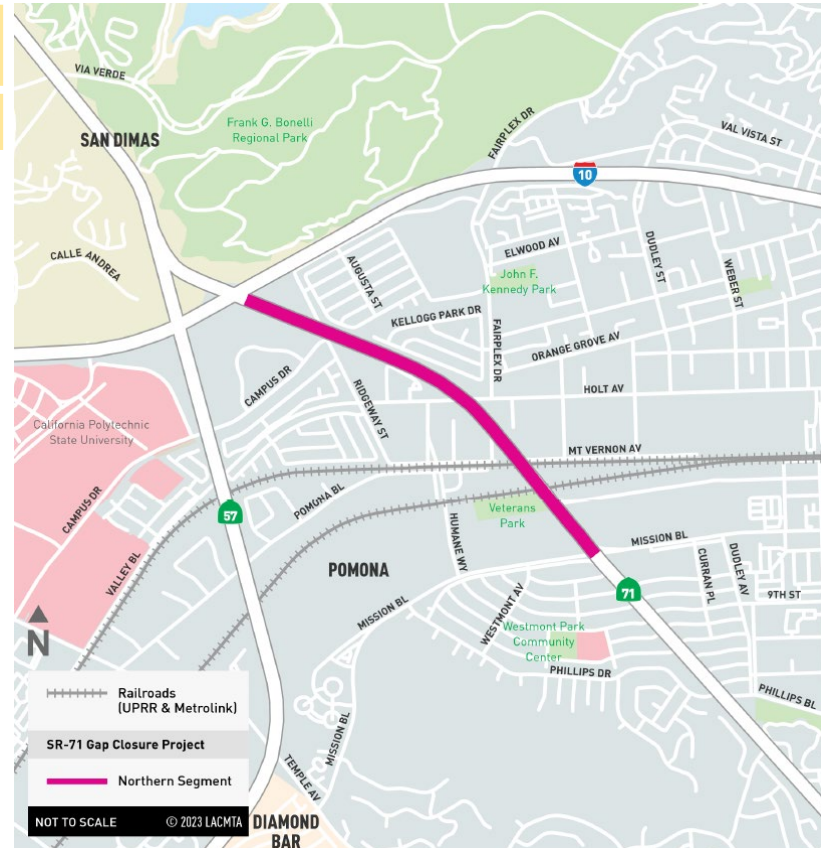 VIA VERDE
SAN DIMAS
Frank G. Bonelli
Regional Park
FAIRPLEX DR
VAL VISTA ST
10
CALLE ANDREA
AUGUSTA ST
ELWOOD AV
DUDLEY ST
WEBER ST
John F.
Kennedy Park
KELLOGG PARK DR
FAIRPLEX DR
ORANGE GROVE AV
CAMPUS DR
RIDGEWAY ST
HOLT AV
California Polytechnic
State University
MT VERNON AV
CAMPUS DR
57
POMONA BL
Veterans
Park
VALLEY BL
HUMANE WY
MISSION BL
POMONA
CURRAN PL
DUDLEY AV
9TH ST
71
MISSION BL
WESTMONT AV
Westmont Park
Community
Center
PHILLIPS DR
PHILLIPS BL
N
MISSION BL
TEMPLE AV
DIAMOND
BAR
Railroads
(UPRR & Metrolink)
SR-71 Gap Closure Project
Northern Segment
NOT TO SCALE © 2023 LACMTA